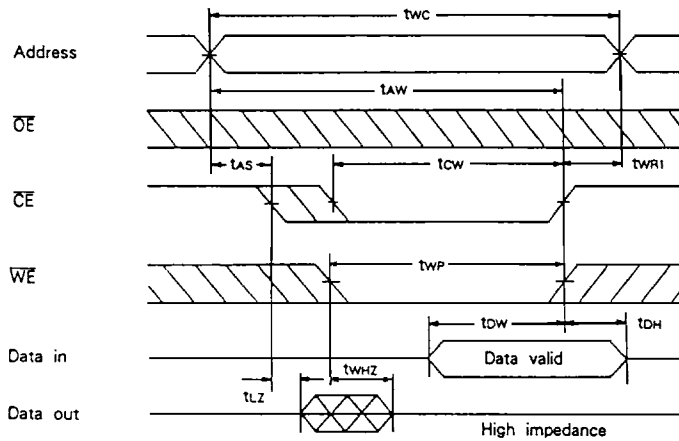 tWC
Address
tAW
OE
tAS
tCW
tWR1
CE
tWP
WE
tDW
tDH
Data in
Data valid
tLZ
tWHZ
Data out
High impedance